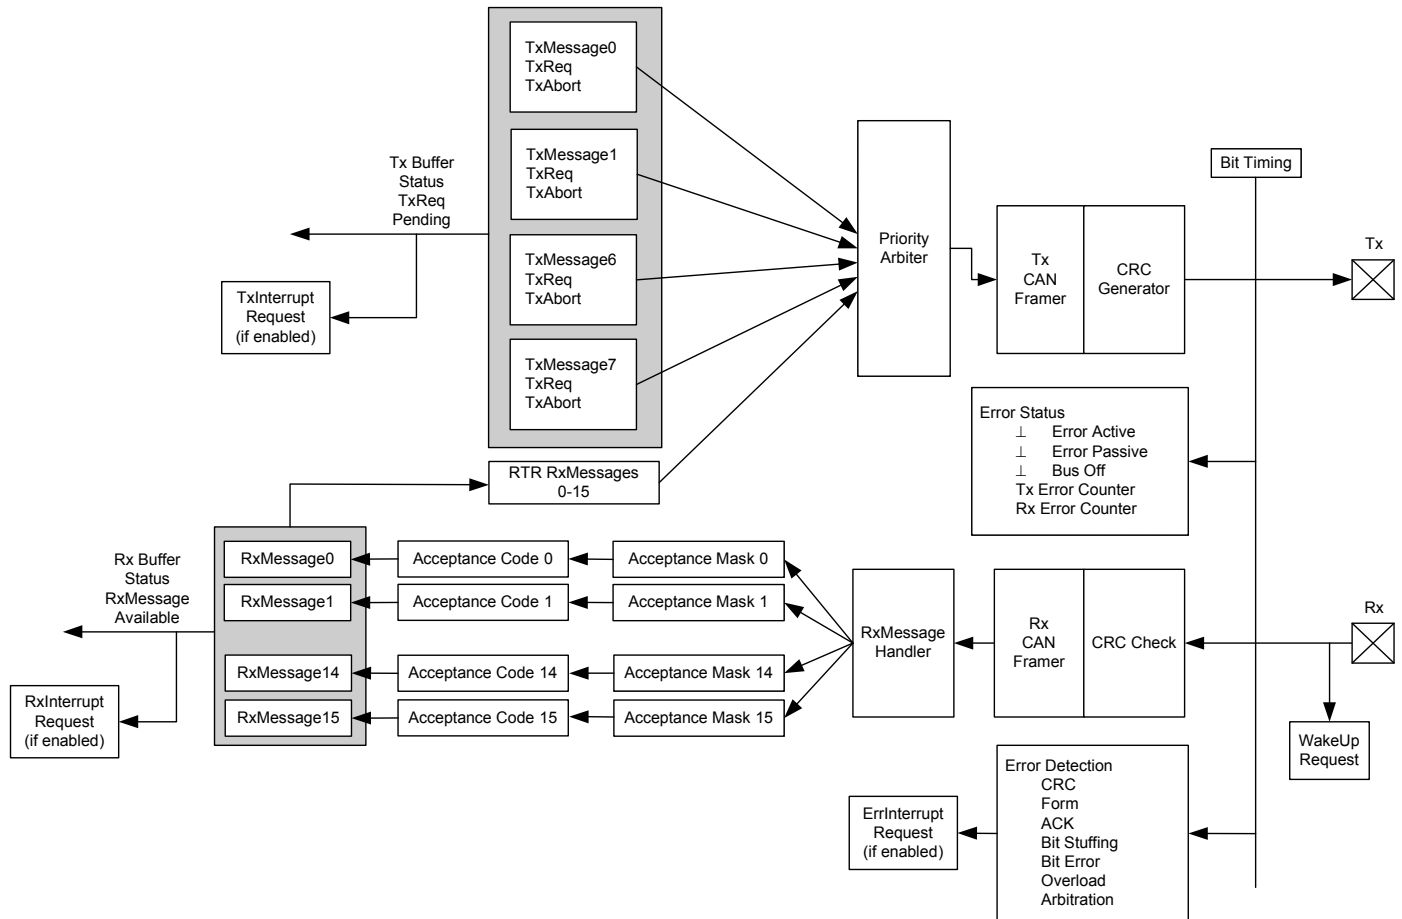 TxMessage0
TxReq
TxAbort
TxMessage1
TxReq
TxAbort
TxMessage6
TxReq
TxAbort
TxMessage7
TxReq
TxAbort
Tx Buffer
Status
TxReq
Pending
TxInterrupt
Request
(if enabled)
Priority
Arbiter
Tx
CAN
Framer
CRC
Generator
Bit Timing
Tx
Error Status
⊥ Error Active
⊥ Error Passive
⊥ Bus Off
Tx Error Counter
Rx Error Counter
RTR RxMessages
0-15
Rx Buffer
Status
RxMessage
Available
RxInterrupt
Request
(if enabled)
RxMessage0
Acceptance Code 0
Acceptance Mask 0
RxMessage1
Acceptance Code 1
Acceptance Mask 1
RxMessage14
Acceptance Code 14
Acceptance Mask 14
RxMessage15
Acceptance Code 15
Acceptance Mask 15
RxMessage
Handler
Rx
CAN
Framer
CRC Check
Rx
WakeUp
Request
ErrInterrupt
Request
(if enabled)
Error Detection
CRC
Form
ACK
Bit Stuffing
Bit Error
Overload
Arbitration